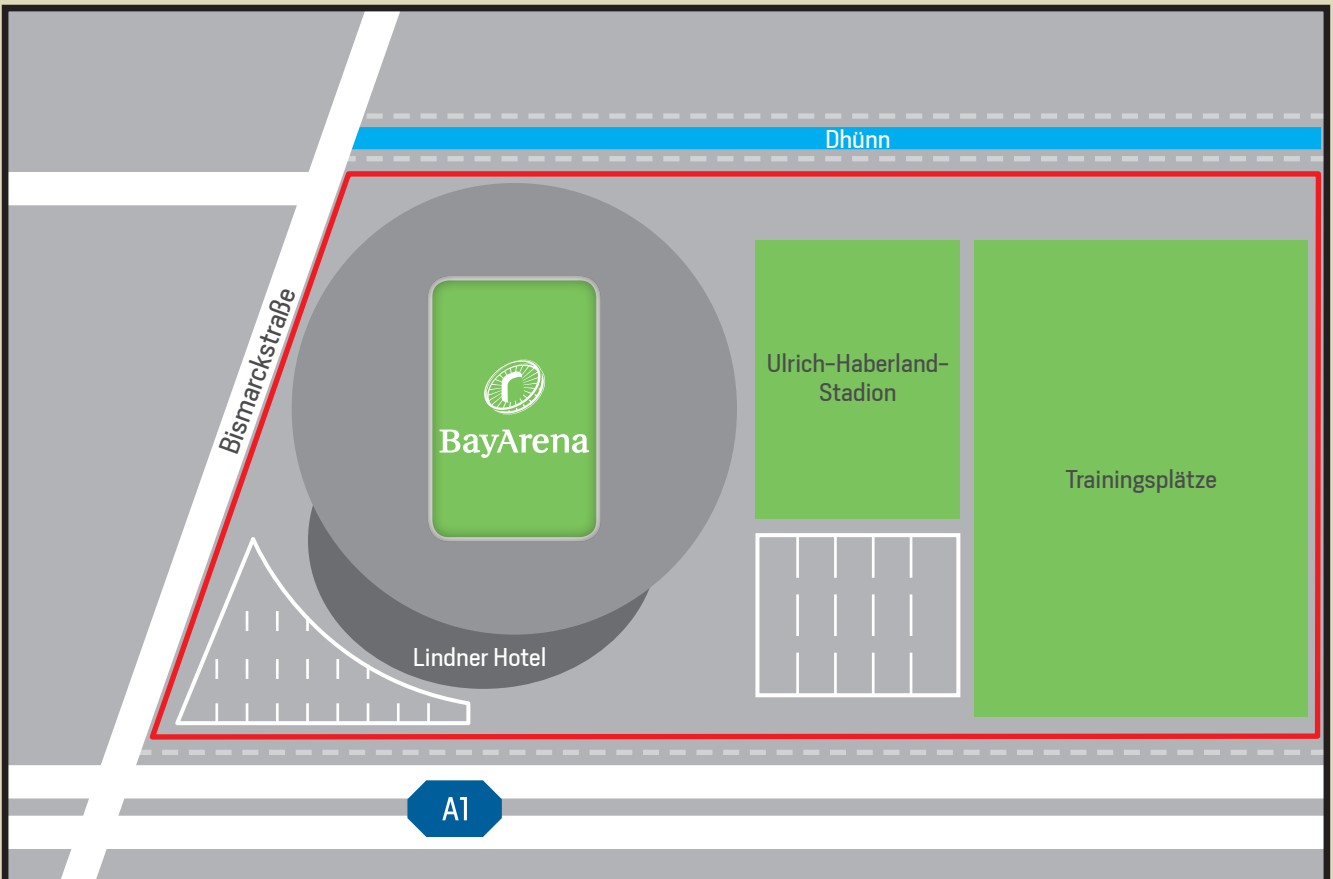 Dhünn
Bismarckstraße
BayArena
Ulrich-Haberland-
Stadion
Trainingsplätze
Lindner Hotel
A1